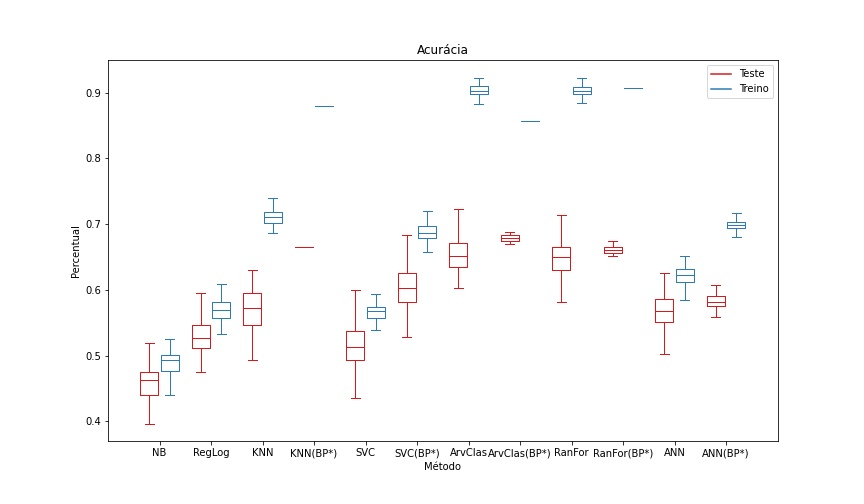 Acurácia
Teste
Treino
0.9
0.8
0.7
0.6
0.5
0.4
Percentual
NB RegLog KNN KNN(BP*) SVC SVC(BP*) ArvClas ArvClas(BP*) RanFor RanFor(BP*) ANN ANN(BP*)
Método